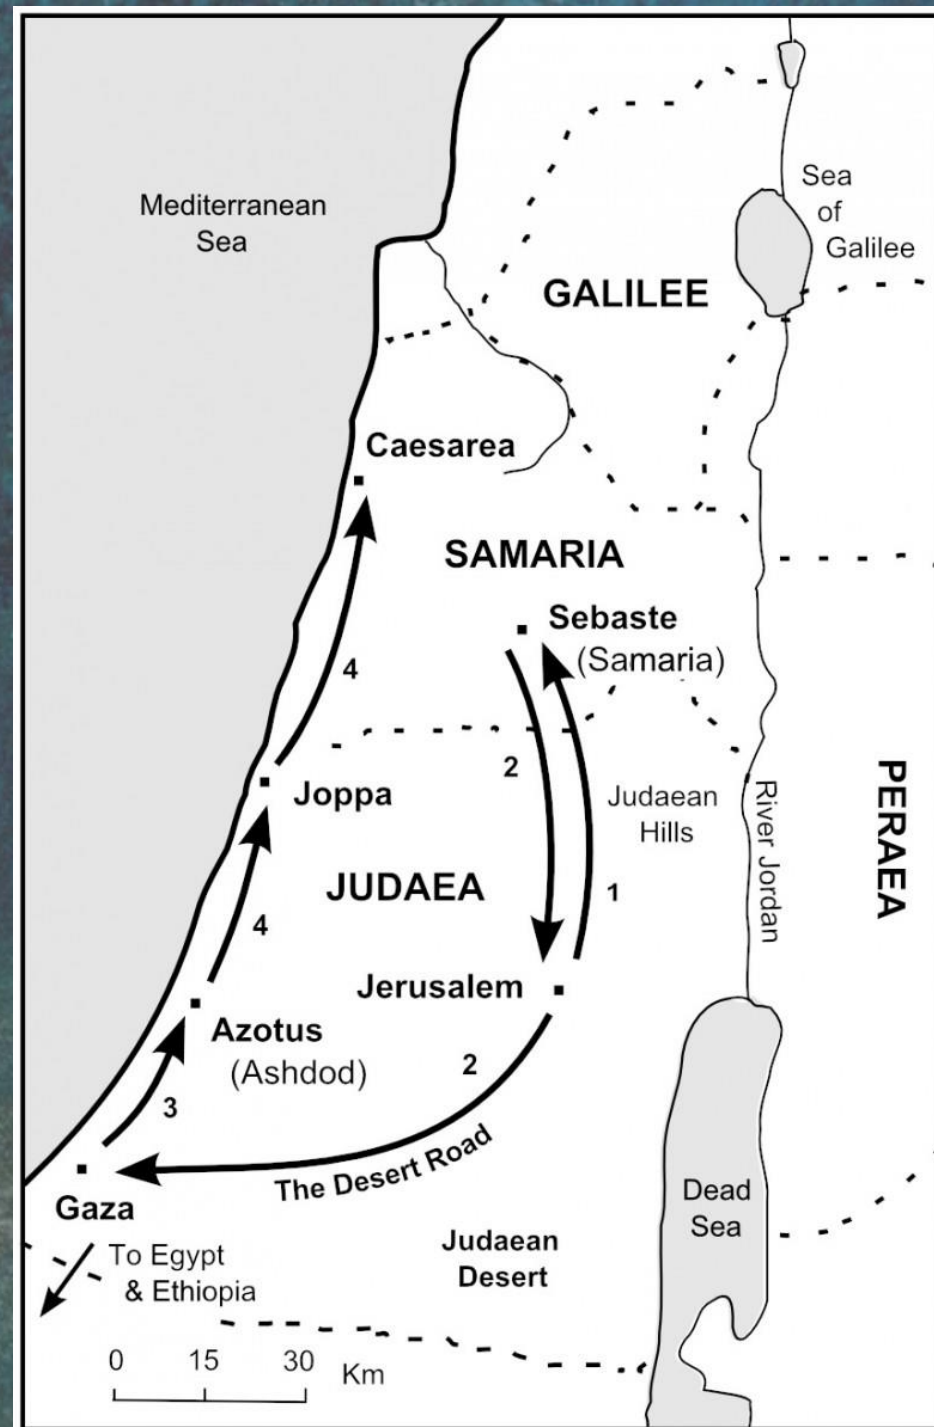 Mediterranean
Sea
Sea
of
Galilee
GALILEE
Caesarea
SAMARIA
Sebaste
(Samaria)
4
2
Joppa
Judaean
Hills
River Jordan
PERAEA
JUDAEA
1
4
Jerusalem
Azotus
(Ashdod)
2
3
The Desert Road
Gaza
Dead
Sea
To Egypt
& Ethiopia
Judaean
Desert
0 15 30 Km